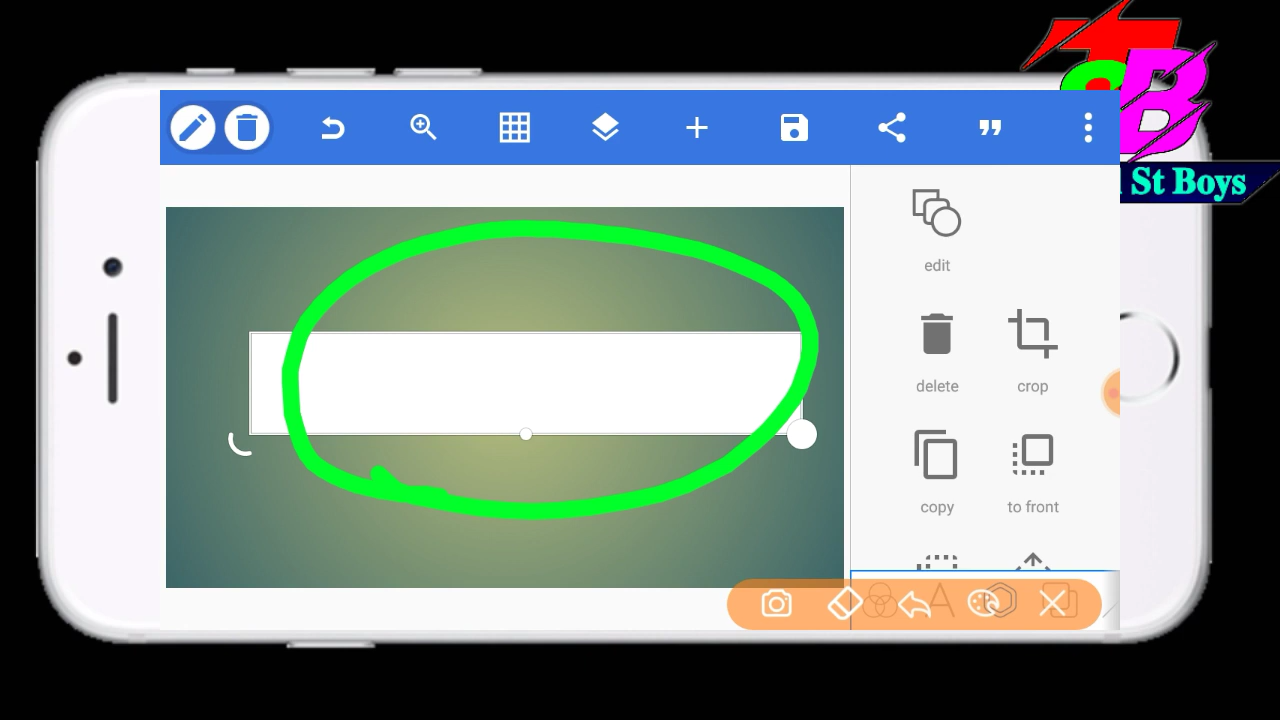 St Boys
edit
delete
crop
copy
to front